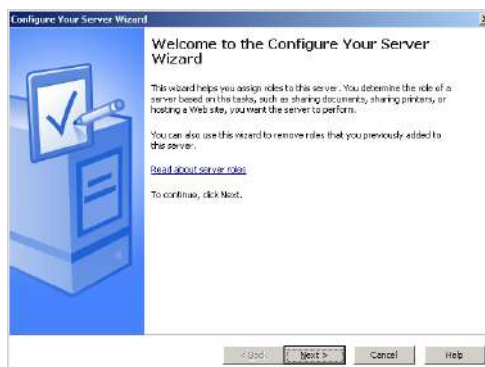 Configure Your Server Wizard
Welcome to the Configure Your Server
Wizard
This wizard helps you assign roles to this server. You determine the role of a
server based on the tasks, such as sharing documents, sharing printers, or
hosting a Web site, you want the server to perform.
You can also use this wizard to remove roles that you previously added to
this server.
Read about server roles
To continue, click Next.
< Back
Next >
Cancel
Help